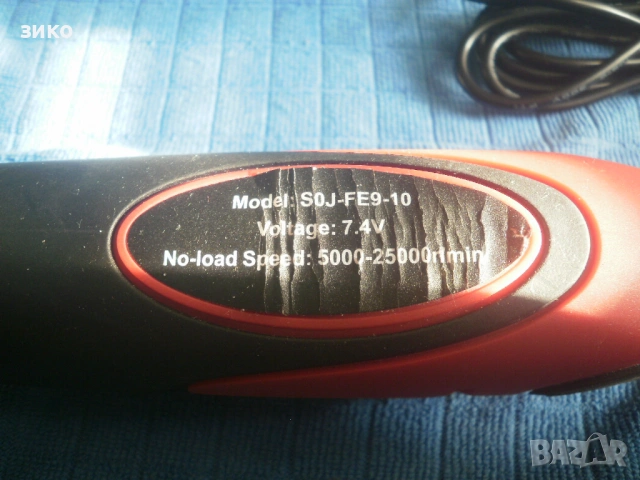 зико
Model: S0J-FE9-10
Voltage: 7.4V
No-load Speed: 5000-25000r/min
BAZAR